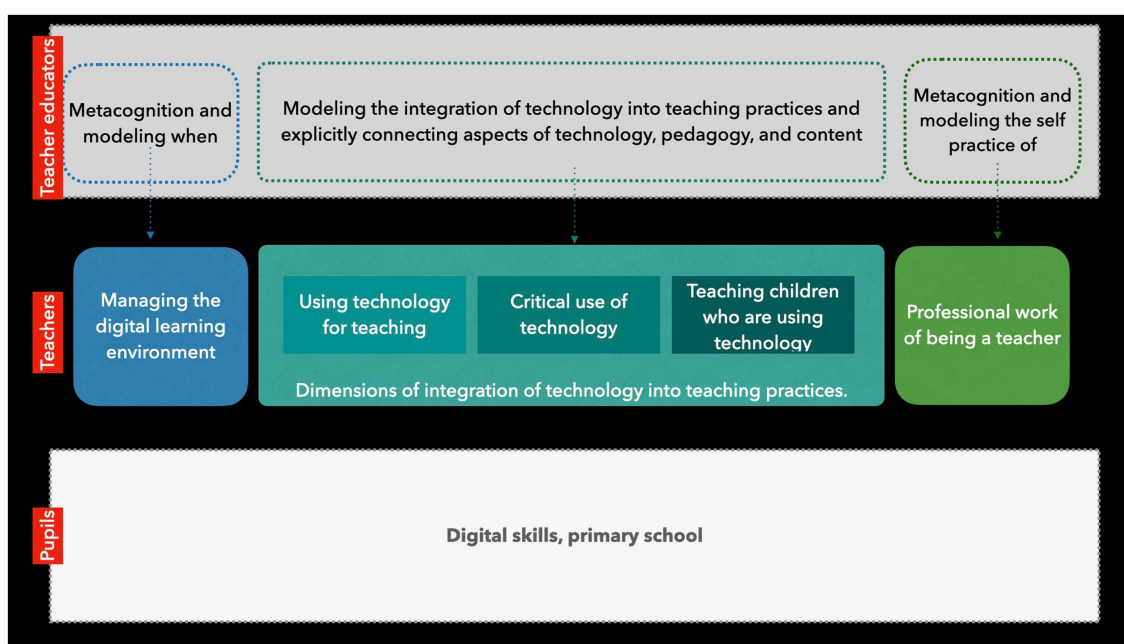 Teacher educators
Metacognition and
modeling when
Modeling the integration of technology into teaching practices and
explicitly connecting aspects of technology, pedagogy, and content
Metacognition and
modeling the self
practice of
Teachers
Managing the
digital learning
environment
Using technology
for teaching
Critical use of
technology
Teaching children
who are using
technology
Dimensions of integration of technology into teaching practices.
Professional work
of being a teacher
Pupils
Digital skills, primary school